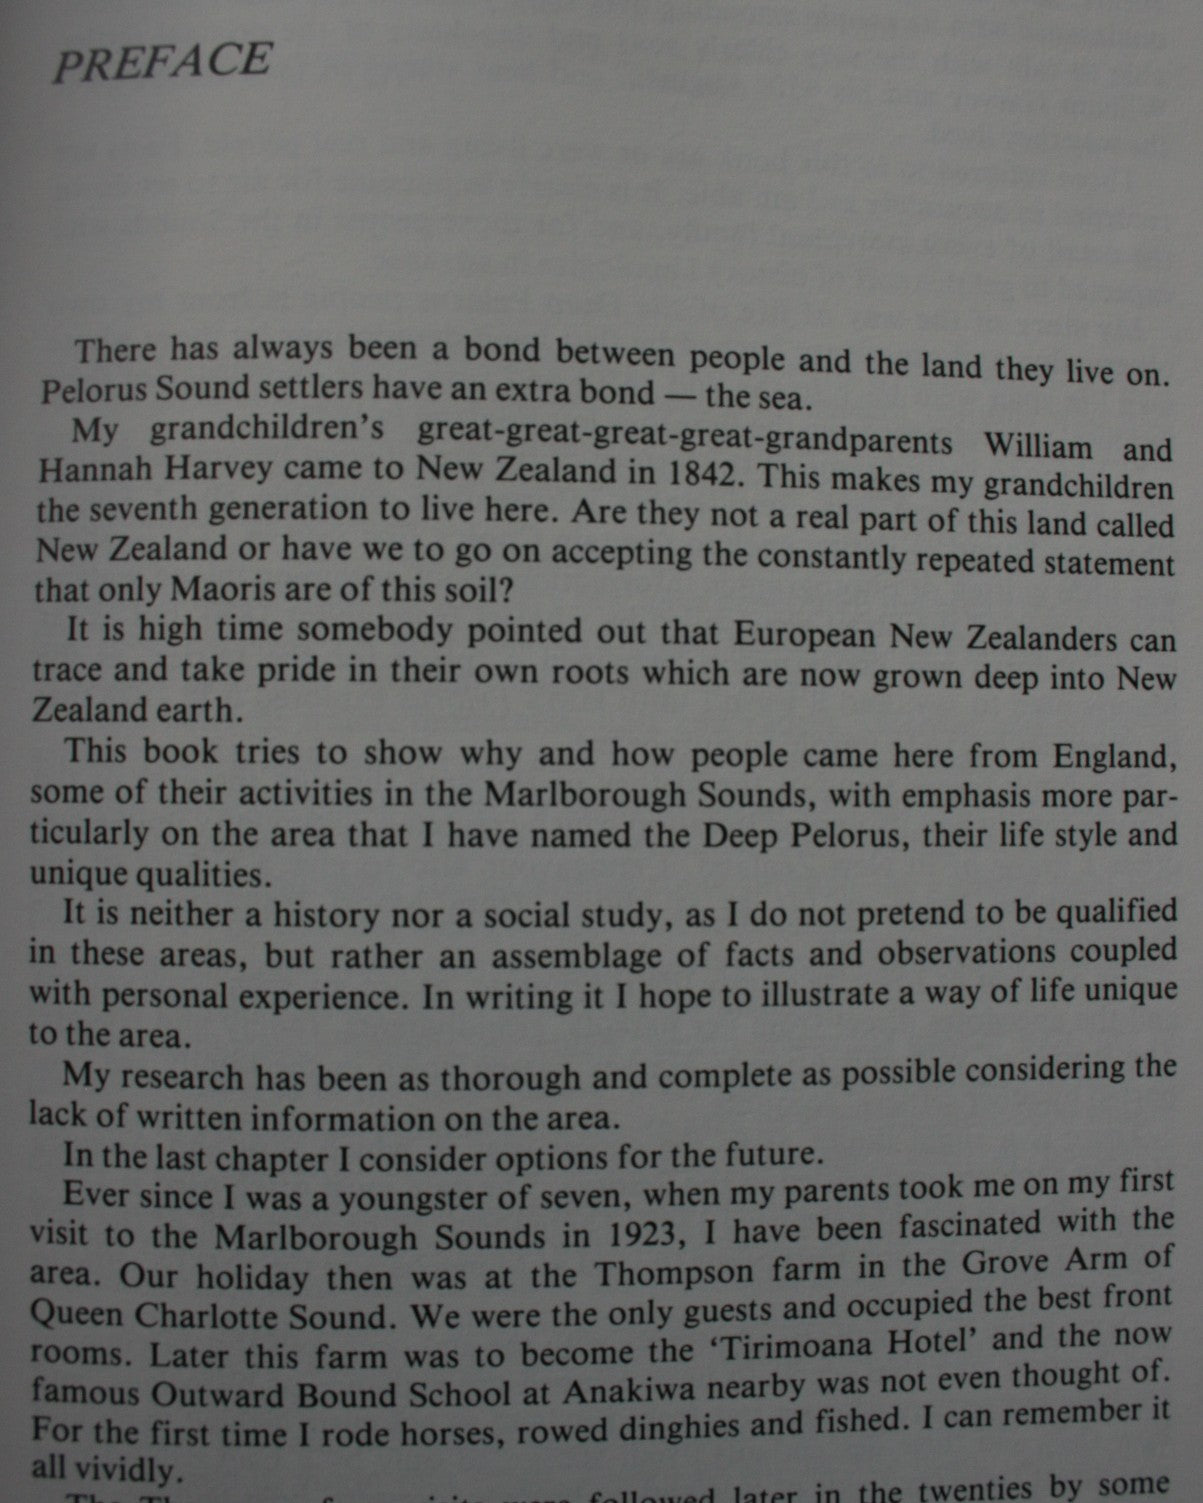 PREFACE
There has always been a bond between people and the land they live on.
Pelorus Sound settlers have an extra bond — the sea.
My grandchildren's great-great-great-great-grandparents William and
Hannah Harvey came to New Zealand in 1842. This makes my grandchildren
the seventh generation to live here. Are they not a real part of this land called
New Zealand or have we to go on accepting the constantly repeated statement
that only Maoris are of this soil?
It is high time somebody pointed out that European New Zealanders can
trace and take pride in their own roots which are now grown deep into New
Zealand earth.
This book tries to show why and how people came here from England,
some of their activities in the Marlborough Sounds, with emphasis more par-
ticularly on the area that I have named the Deep Pelorus, their life style and
unique qualities.
It is neither a history nor a social study, as I do not pretend to be qualified
in these areas, but rather an assemblage of facts and observations coupled
with personal experience. In writing it I hope to illustrate a way of life unique
to the area.
My research has been as thorough and complete as possible considering the
lack of written information on the area.
In the last chapter I consider options for the future.
Ever since I was a youngster of seven, when my parents took me on my first
visit to the Marlborough Sounds in 1923, I have been fascinated with the
area. Our holiday then was at the Thompson farm in the Grove Arm of
Queen Charlotte Sound. We were the only guests and occupied the best front
rooms. Later this farm was to become the 'Tirimoana Hotel' and the now
famous Outward Bound School at Anakiwa nearby was not even thought of.
For the first time I rode horses, rowed dinghies and fished. I can remember it
all vividly.
followed later in the twenties by some